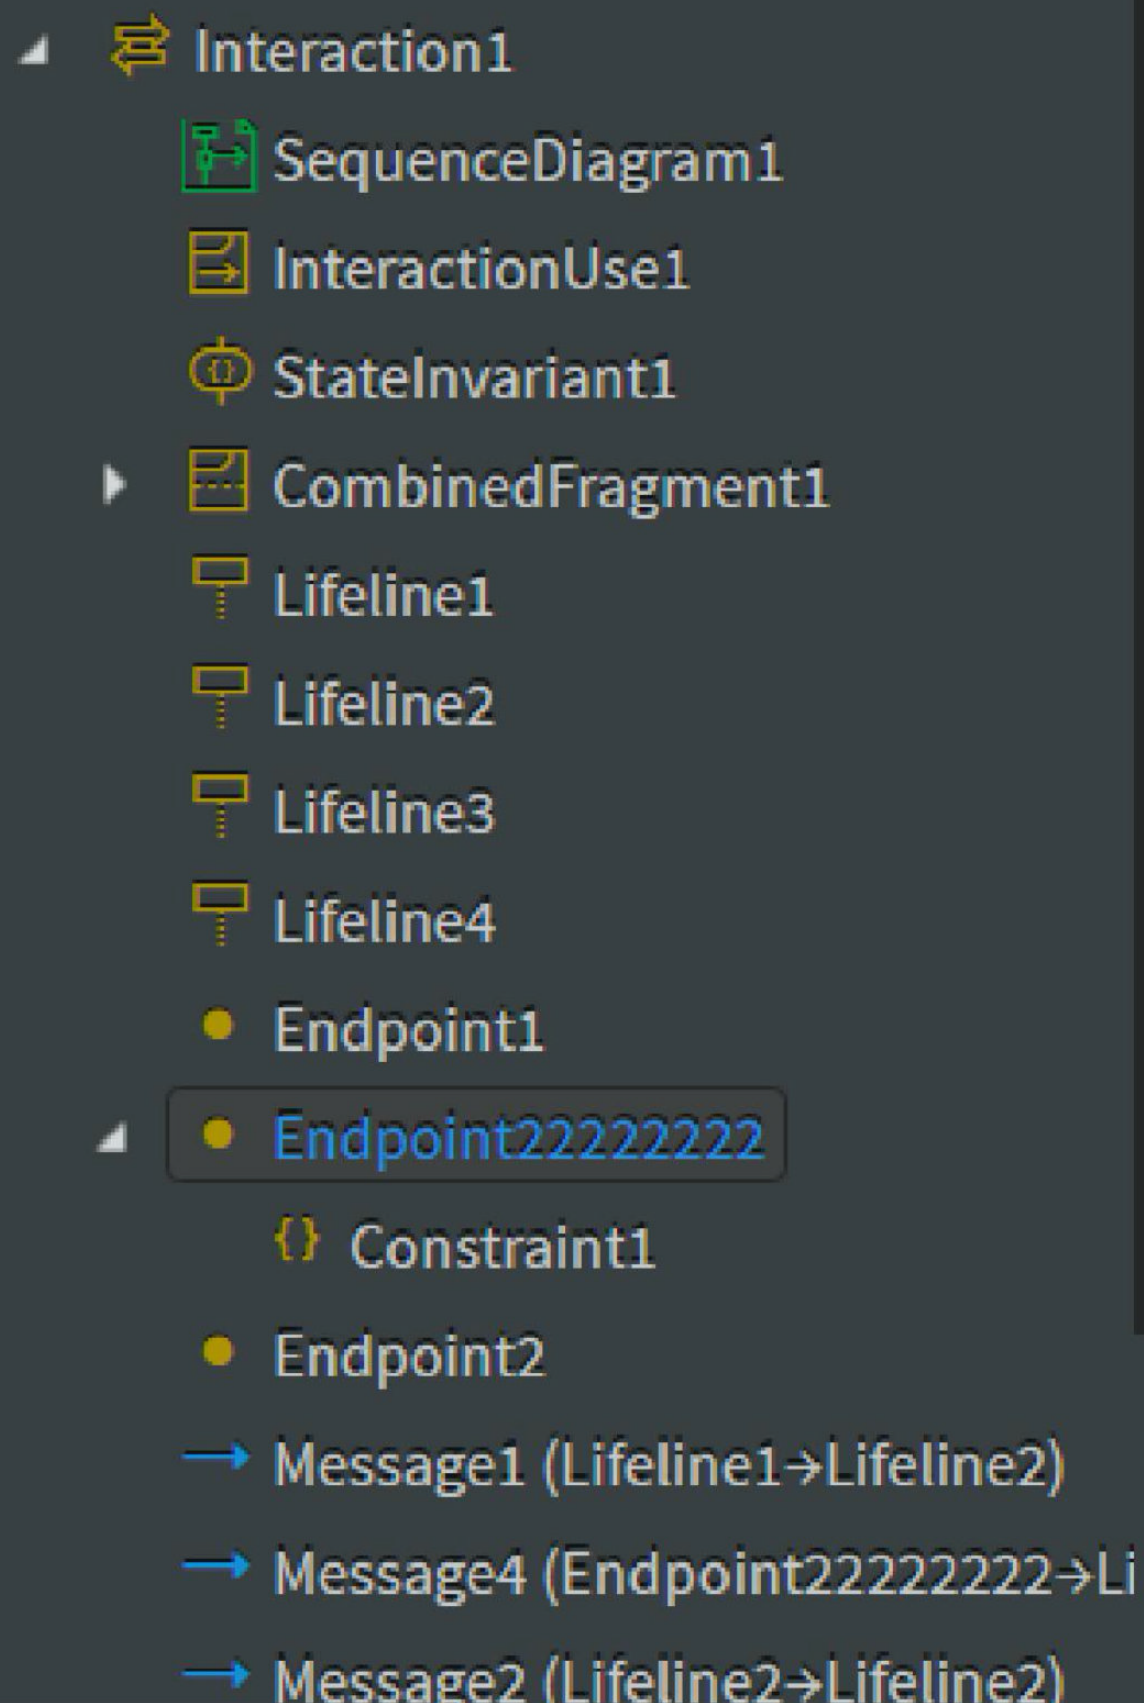 Interaction1
SequenceDiagram1
InteractionUse1
StateInvariant1
CombinedFragment1
Lifeline1
Lifeline2
Lifeline3
Lifeline4
Endpoint1
Endpoint22222222
{} Constraint1
Endpoint2
Message1 (Lifeline1→Lifeline2)
Message4 (Endpoint22222222→Li
Message2 (Lifeline2→Lifeline2)